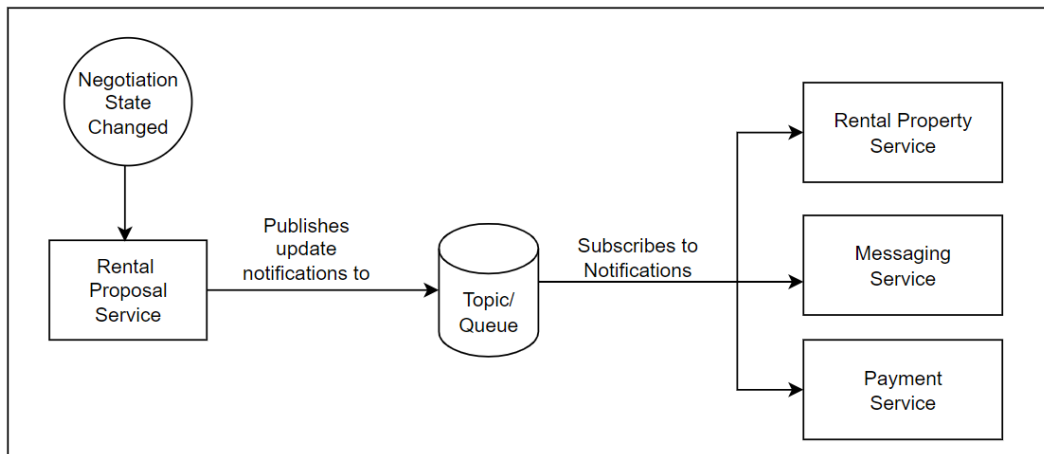 Negotiation
State
Changed
Rental
Proposal
Service
Publishes
update
notifications to
Topic/
Queue
Subscribes to
Notifications
Rental Property
Service
Messaging
Service
Payment
Service